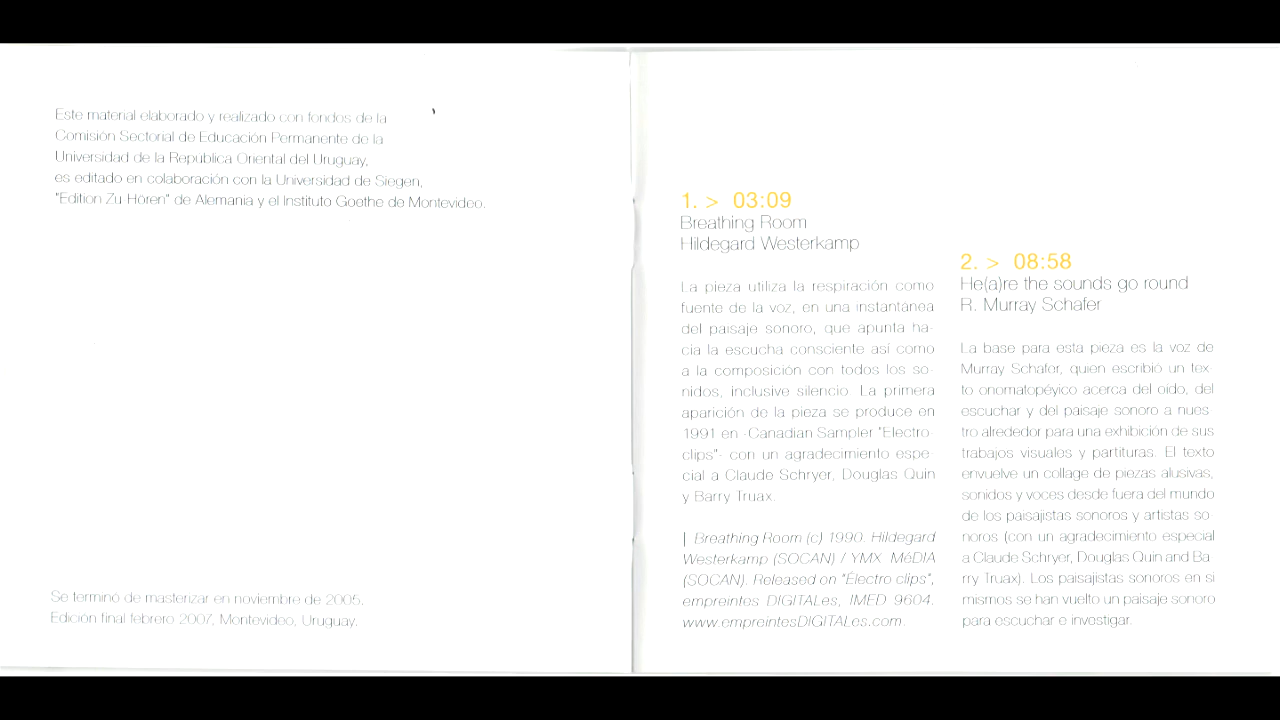 Este material elaborado y realizado con fondos de la
Comisión Sectorial de Educación Permanente de la
Universidad de la República Oriental del Uruguay,
es editado en colaboración con la Universidad de Siegen,
"Edition Zu Hören" de Alemania y el Instituto Goethe de Montevideo.
Se terminó de masterizar en noviembre de 2005.
Edición final febrero 2007, Montevideo, Uruguay.
1. > 03:09
Breathing Room
Hildegard Westerkamp
La pieza utiliza la respiración como
fuente de la voz, en una instantánea
del paisaje sonoro, que apunta ha-
cia la escucha consciente así como
a la composición con todos los so-
nidos, inclusive silencio. La primera
aparición de la pieza se produce en
1991 en -Canadian Sampler "Electro
clips"- con un agradecimiento espe-
cial a Claude Schryer, Douglas Quin
y Barry Truax.
| Breathing Room (c) 1990. Hildegard
Westerkamp (SOCAN) / YMX MéDIA
(SOCAN). Released on "Électro clips",
empreintes DIGITALes, IMED 9604.
www.empreintesDIGITALes.com.
2. > 08:58
He(a)re the sounds go round
R. Murray Schafer
La base para esta pieza es la voz de
Murray Schafer, quien escribió un tex-
to onomatopéyico acerca del oído, del
escuchar y del paisaje sonoro a nues-
tro alrededor para una exhibición de sus
trabajos visuales y partituras. El texto
envuelve un collage de piezas alusivas,
sonidos y voces desde fuera del mundo
de los paisajistas sonoros y artistas so-
noros (con un agradecimiento especial
a Claude Schryer, Douglas Quin and Ba
rry Truax). Los paisajistas sonoros en si
mismos se han vuelto un paisaje sonoro
para escuchar e investigar.